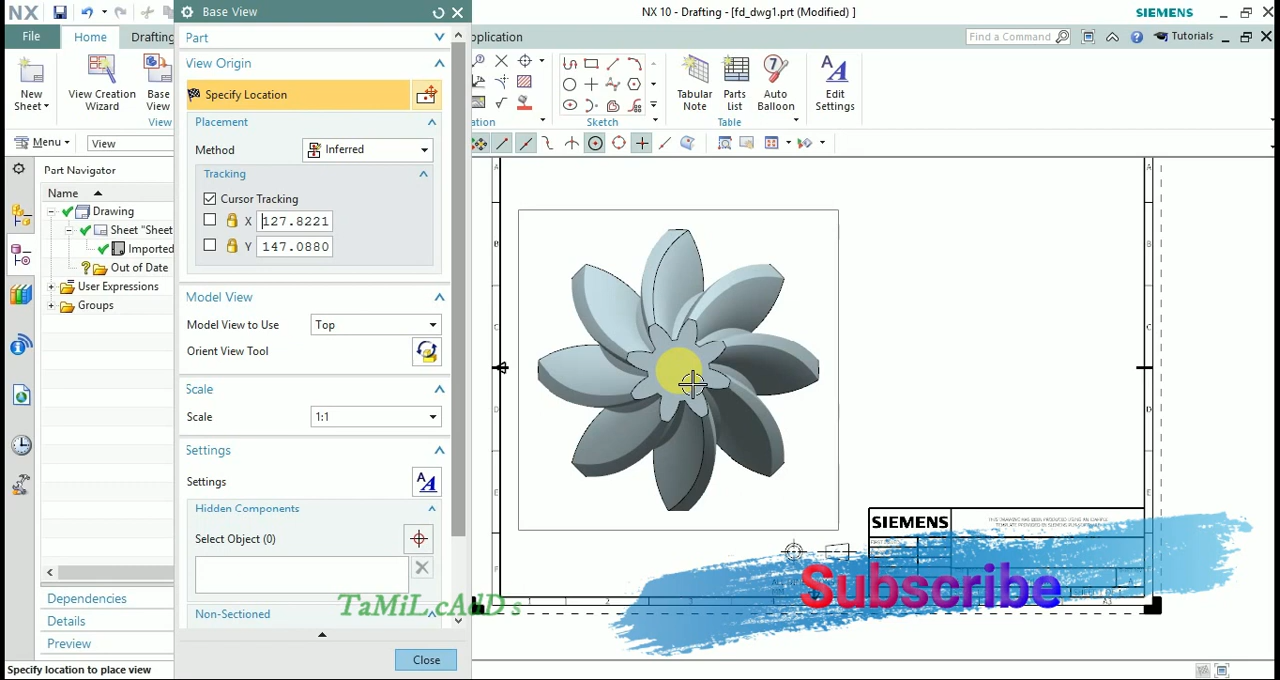 NX
Base View
NX 10 - Drafting - [fd_dwg1.prt (Modified) ]
SIEMENS
File
Home
Drafting
Part
pplication
Find a Command
Tutorials
View Origin
New
Sheet
View Creation
Wizard
Base
View
View
Specify Location
Tabular
Note
Parts
List
Auto
Balloon
Edit
Settings
ation
Sketch
Table
Placement
Menu
View
Method
Inferred
Part Navigator
Tracking
Name
Cursor Tracking
Drawing
X 127.8221
Sheet "Sheet
Y 147.0880
Imported
Out of Date
User Expressions
Groups
Model View
Model View to Use
Top
Orient View Tool
Scale
Scale
1:1
Settings
Settings
Hidden Components
Select Object (0)
Non-Sectioned
Dependencies
Details
Preview
Close
Specify location to place view
A
B
C
D
E
F
A
B
C
D
E
SIEMENS
Subscribe
TaMiL cAdD s